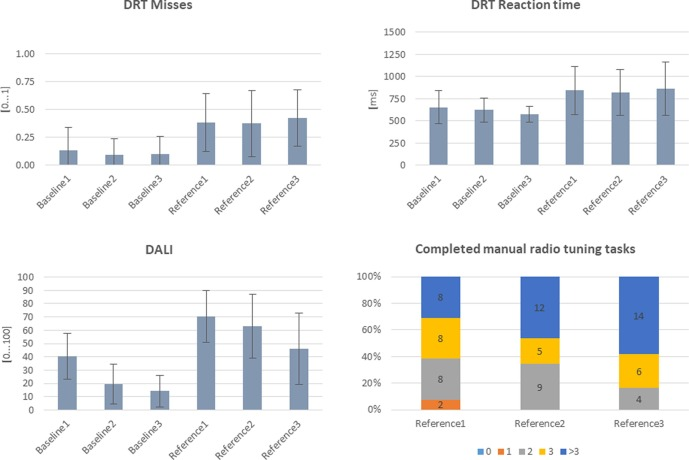 DRT Misses
[0...1]
1.00
0.75
0.50
0.25
0.00
Baseline1
Baseline2
Baseline3
Reference1
Reference2
Reference3
DRT Reaction time
[ms]
1500
1250
1000
750
500
250
0
Baseline1
Baseline2
Baseline3
Reference1
Reference2
Reference3
DALI
[0...100]
100
90
80
70
60
50
40
30
20
10
0
Baseline1
Baseline2
Baseline3
Reference1
Reference2
Reference3
Completed manual radio tuning tasks
100%
80%
60%
40%
20%
0%
8
8
8
2
12
5
9
14
6
4
Reference1 Reference2 Reference3
0 1 2 3 >3